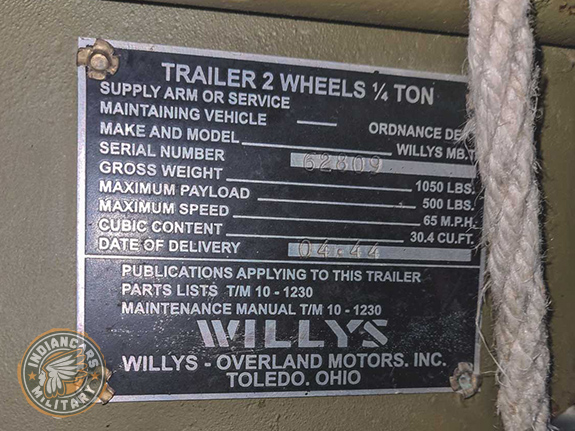 TRAILER 2 WHEELS ¼ TON
SUPPLY ARM OR SERVICE
MAINTAINING VEHICLE ORDNANCE
MAKE AND MODEL WILLYS MB.T
SERIAL NUMBER 62809
GROSS WEIGHT 1050 LBS.
MAXIMUM PAYLOAD 500 LBS.
MAXIMUM SPEED 65 M.P.H.
CUBIC CONTENT 30.4 CU.FT.
DATE OF DELIVERY 04-44
PUBLICATIONS APPLYING TO THIS TRAILER
PARTS LISTS T/M 10 - 1230
MAINTENANCE MANUAL T/M 10 - 1230
WILLYS
WILLYS - OVERLAND MOTORS. INC.
TOLEDO. OHIO
INDIANCARS
MILITARY